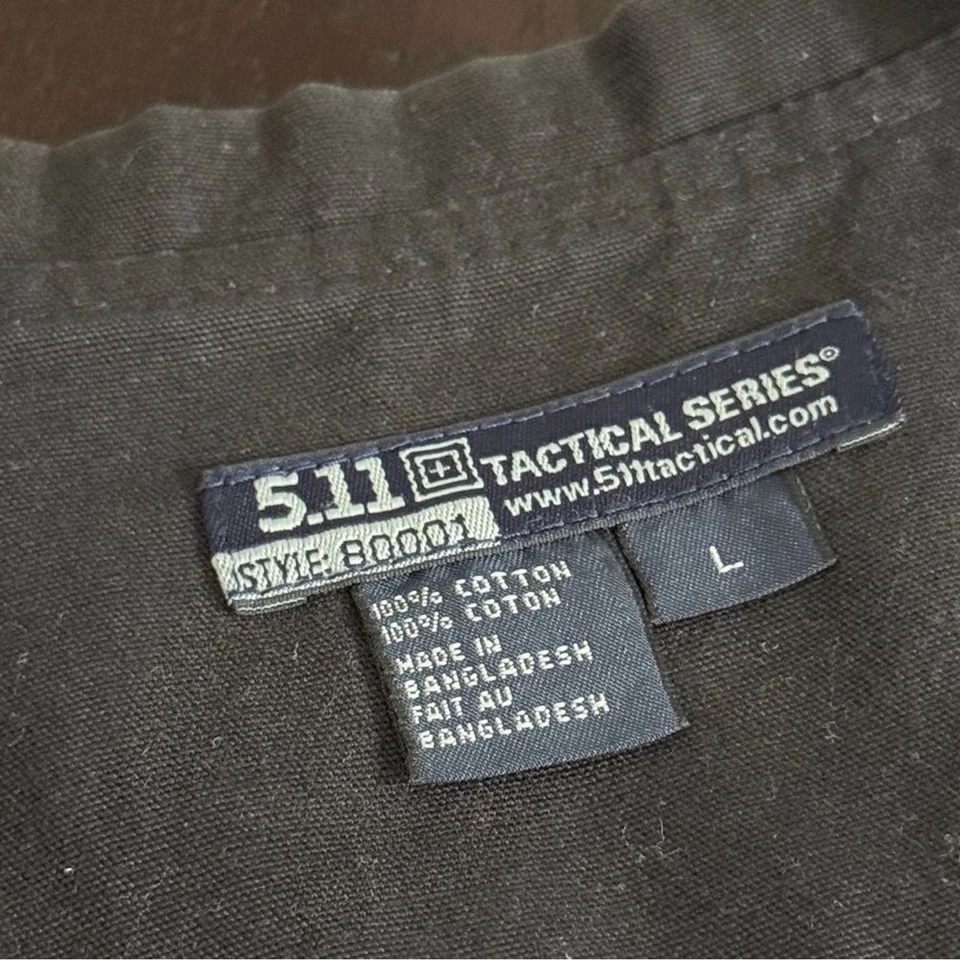 5.11 TACTICAL SERIES®
www.511tactical.com
STYLE: 80001
L
100% COTTON
100% COTON
MADE IN
BANGLADESH
FAIT AU
BANGLADESH